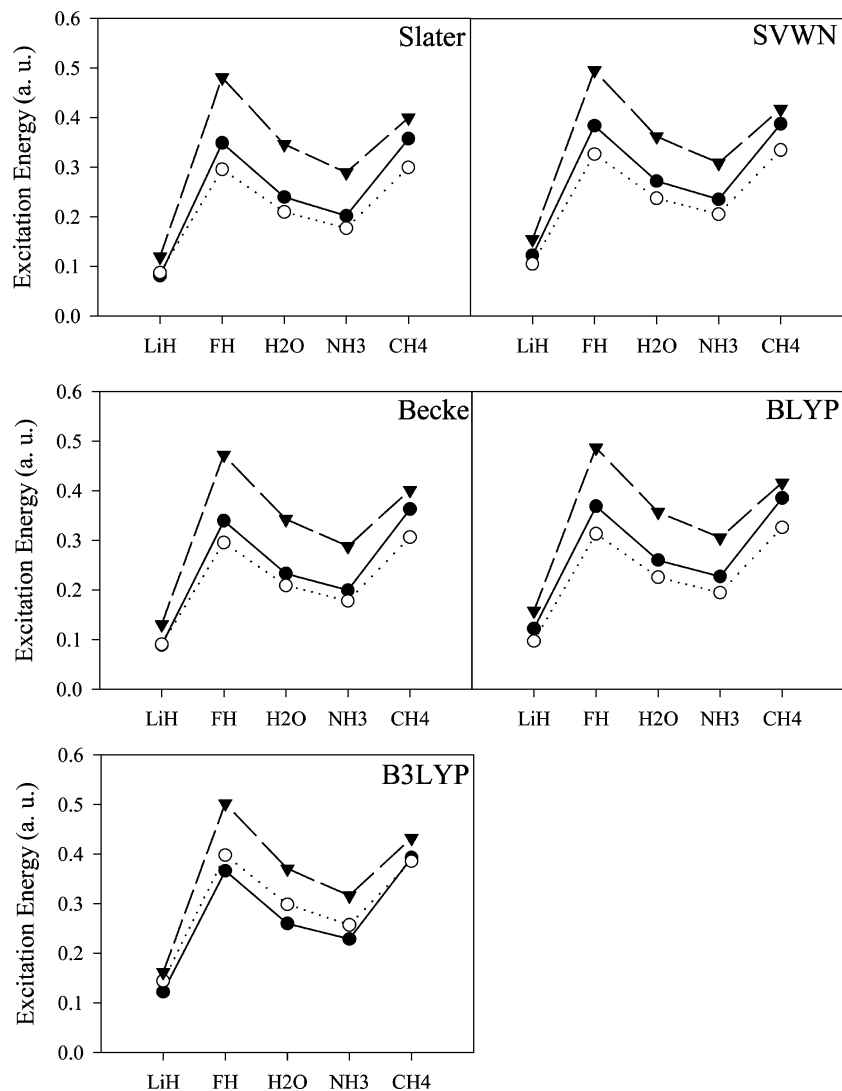 Slater
SVWN
Excitation Energy (a. u.)
0.6
0.5
0.4
0.3
0.2
0.1
0.0
LiH FH H2O NH3 CH4
LiH FH H2O NH3 CH4
Becke
BLYP
Excitation Energy (a. u.)
0.6
0.5
0.4
0.3
0.2
0.1
0.0
LiH FH H2O NH3 CH4
LiH FH H2O NH3 CH4
B3LYP
Excitation Energy (a. u.)
0.6
0.5
0.4
0.3
0.2
0.1
0.0
LiH FH H2O NH3 CH4